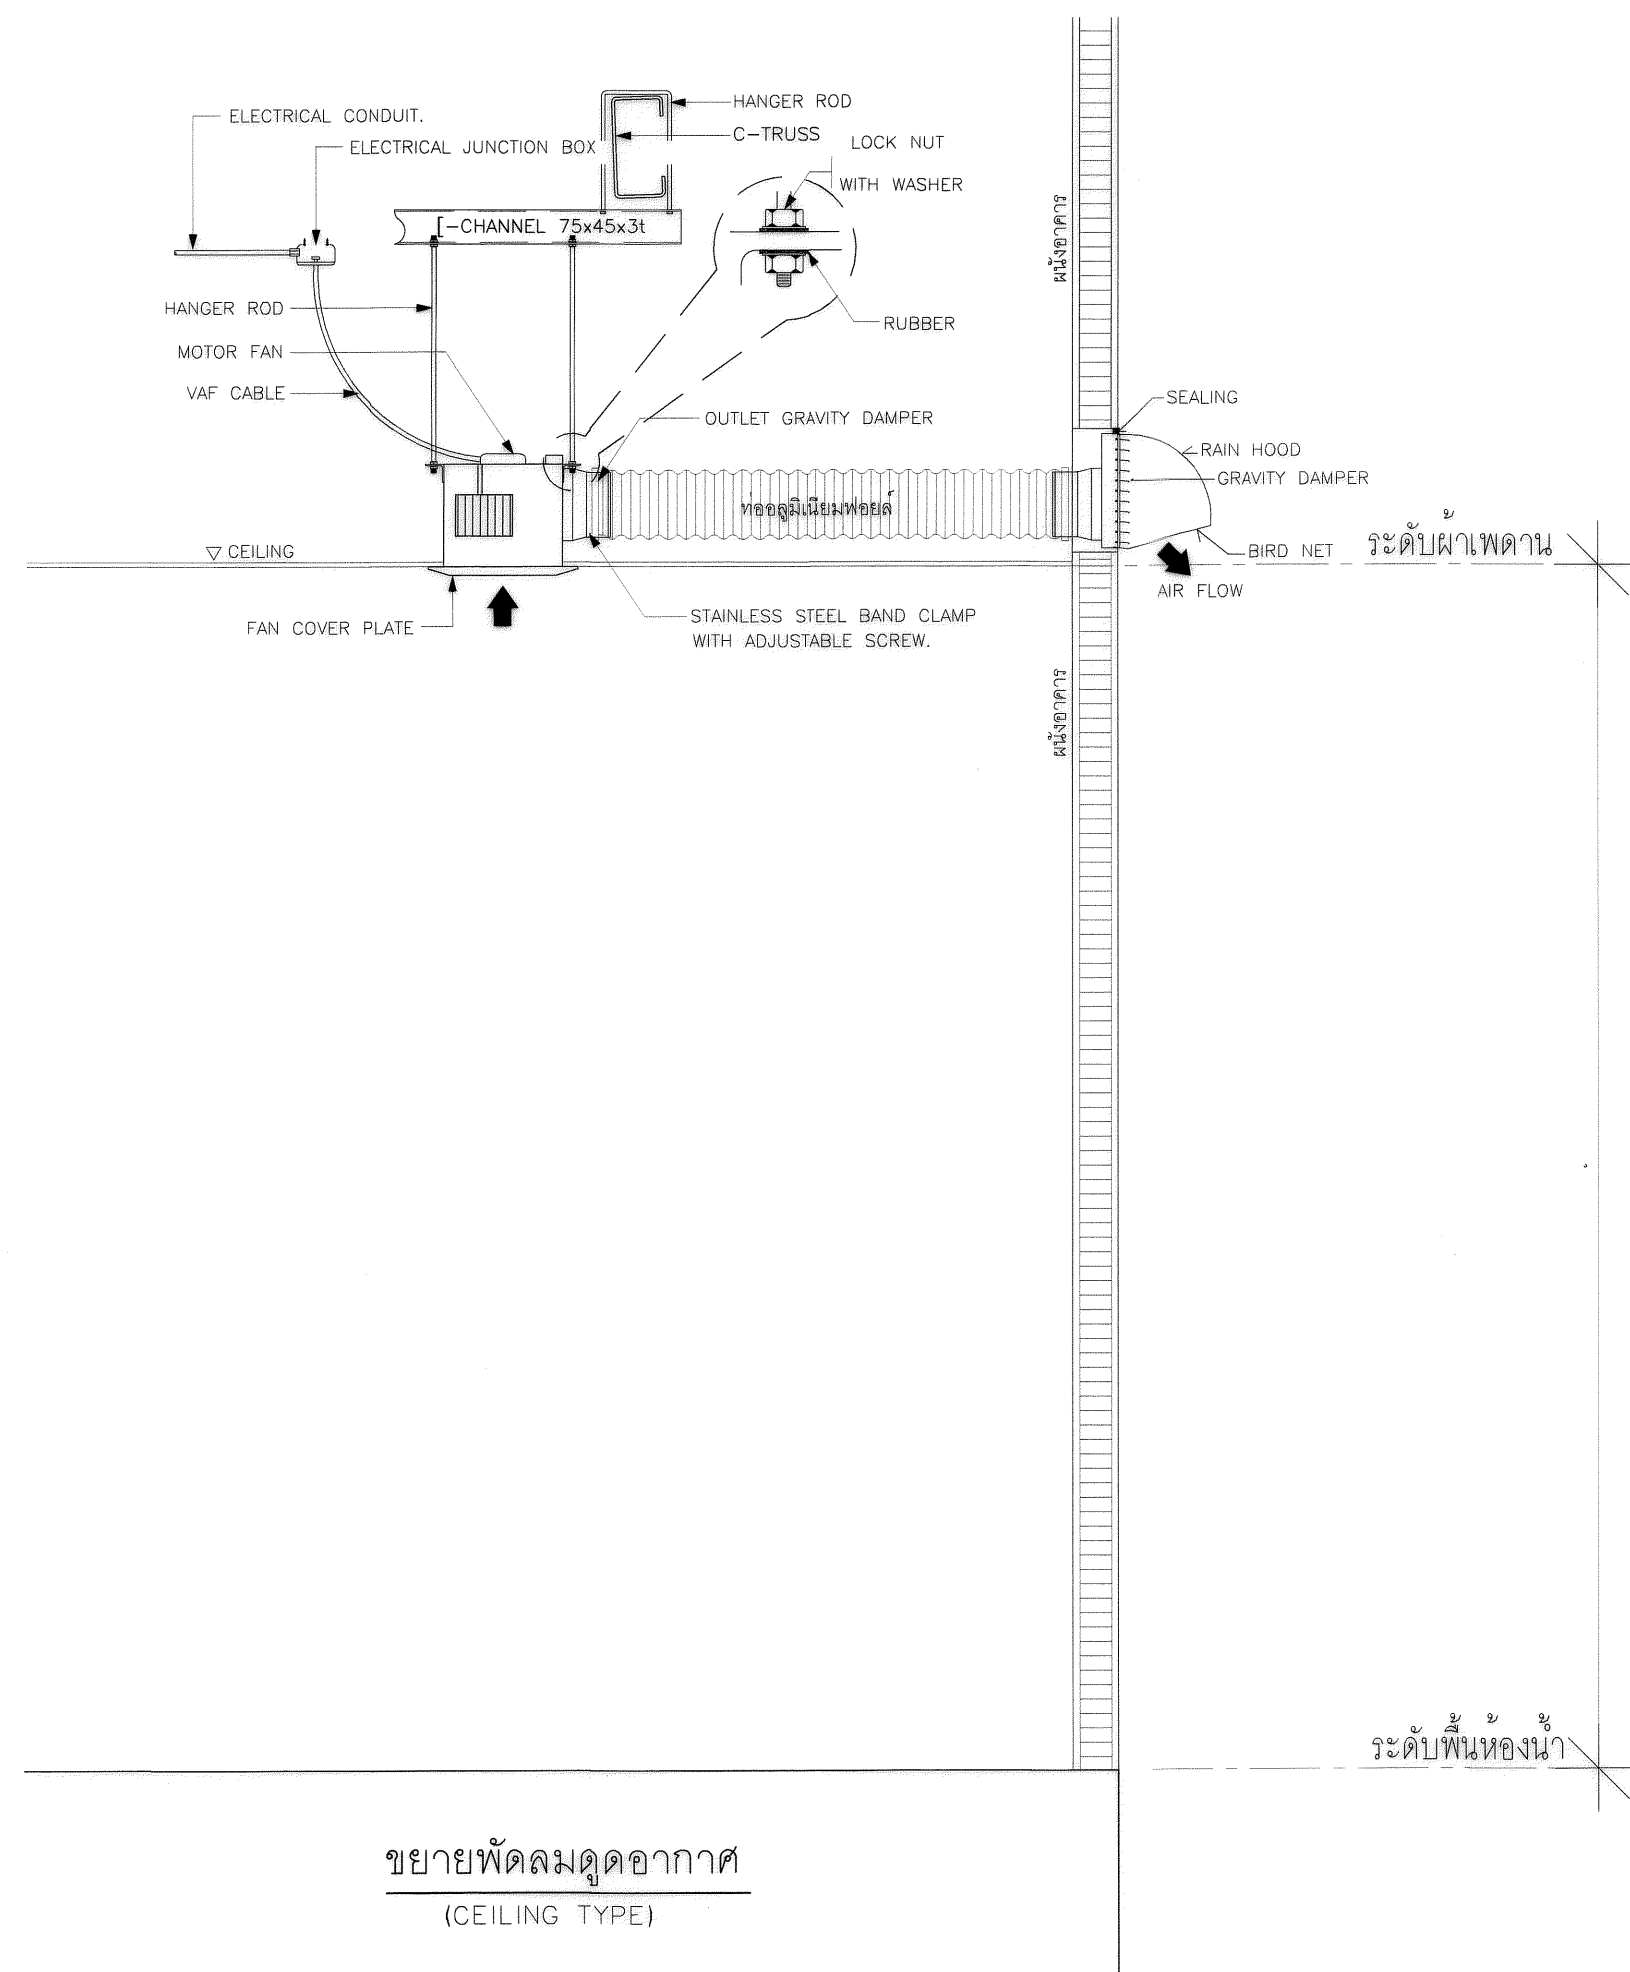 HANGER ROD
ELECTRICAL CONDUIT.
C-TRUSS
ELECTRICAL JUNCTION BOX
LOCK NUT
WITH WASHER
[-CHANNEL 75x45x3t
ผนังอาคาร
HANGER ROD
RUBBER
MOTOR FAN
VAF CABLE
SEALING
OUTLET GRAVITY DAMPER
RAIN HOOD
GRAVITY DAMPER
ท่ออลูมิเนียมฟอยล์
ระดับฝ้าเพดาน
CEILING
BIRD NET
AIR FLOW
STAINLESS STEEL BAND CLAMP
FAN COVER PLATE
WITH ADJUSTABLE SCREW.
ผนังอาคาร
ระดับพื้นห้องน้ำ
ขยายพัดลมดูดอากาศ
(CEILING TYPE)